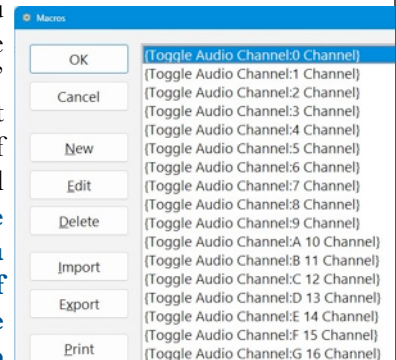 Macros
OK
Cancel
New
Edit
Delete
Import
Export
Print
{Toggle Audio Channel:0 Channel}
{Toggle Audio Channel:1 Channel}
{Toggle Audio Channel:2 Channel}
{Toggle Audio Channel:3 Channel}
{Toggle Audio Channel:4 Channel}
{Toggle Audio Channel:5 Channel}
{Toggle Audio Channel:6 Channel}
{Toggle Audio Channel:7 Channel}
{Toggle Audio Channel:8 Channel}
{Toggle Audio Channel:9 Channel}
{Toggle Audio Channel:A 10 Channel}
{Toggle Audio Channel:B 11 Channel}
{Toggle Audio Channel:C 12 Channel}
{Toggle Audio Channel:D 13 Channel}
{Toggle Audio Channel:E 14 Channel}
{Toggle Audio Channel:F 15 Channel}
{Toggle Audio Channel:G 16 Channel}